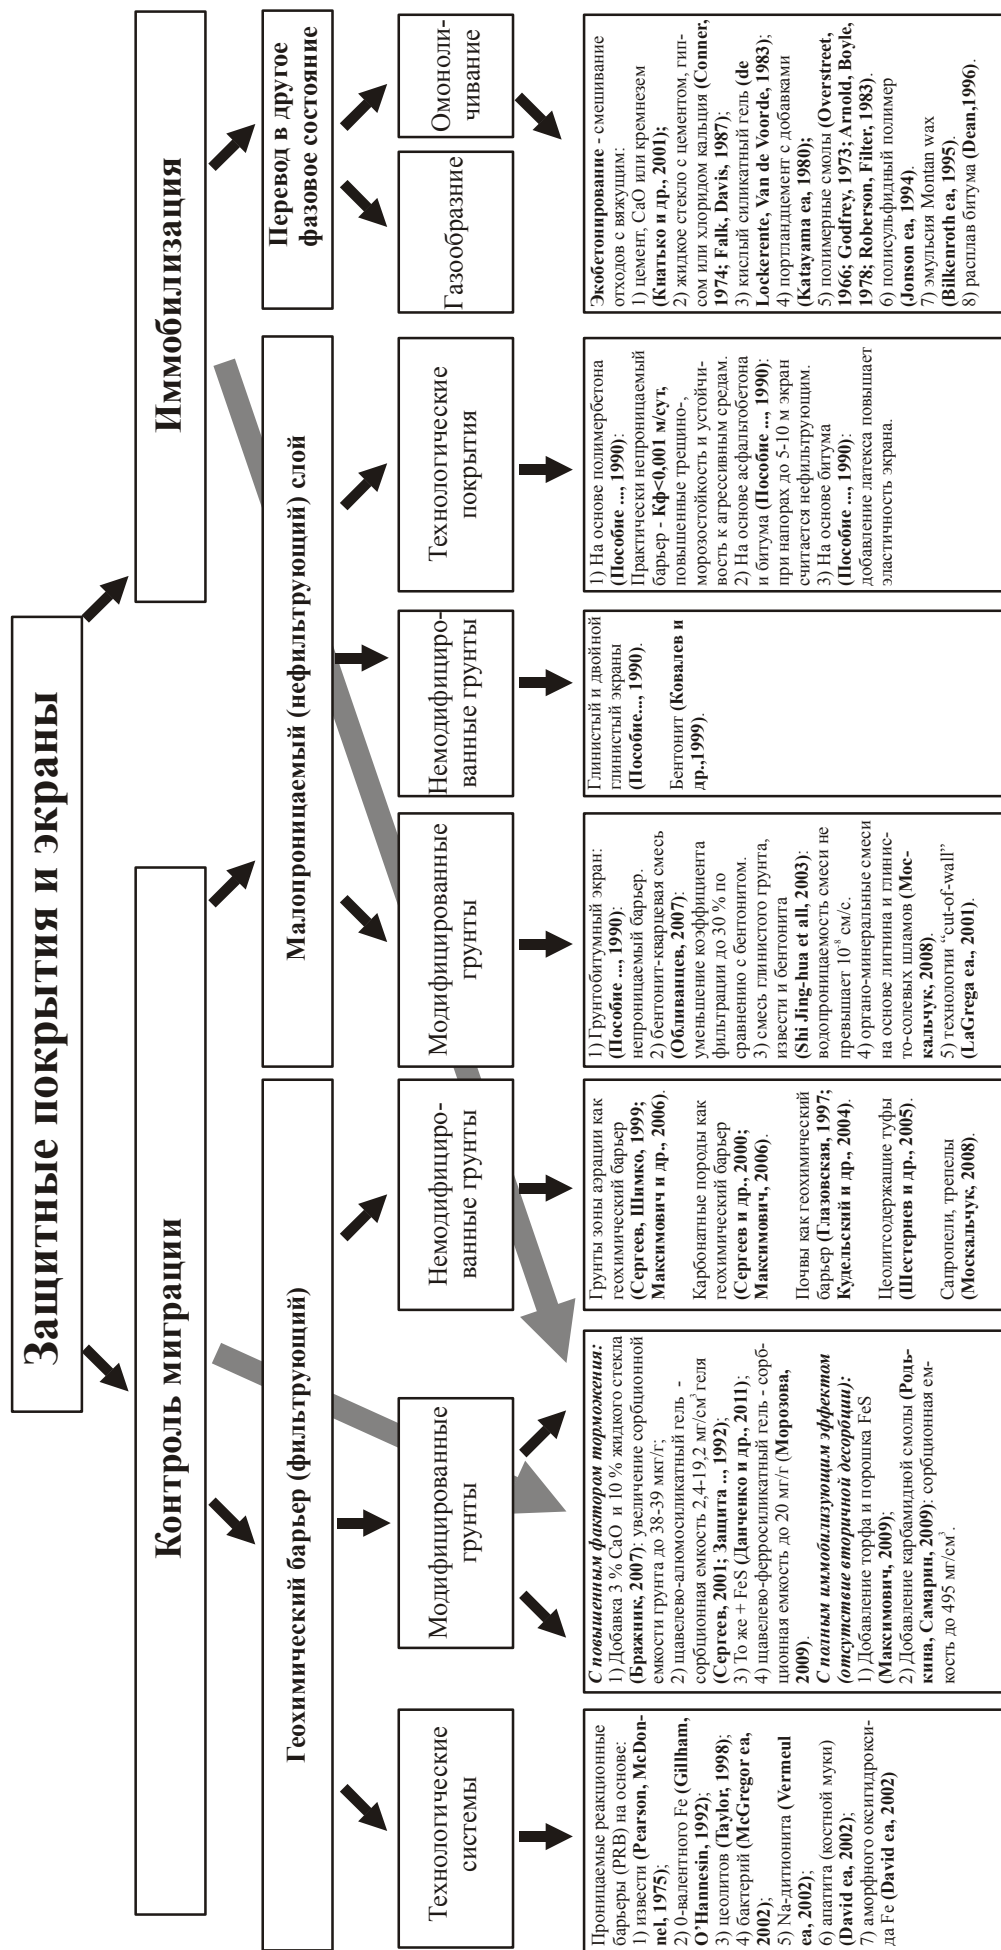 Защитные покрытия и экраны
Контроль миграции
Иммобилизация
Геохимический барьер (фильтрующий)
Малопроницаемый (нефильтрующий) слой
Перевод в другое
фазовое состояние
Технологические
системы
Модифицированные
грунты
Немодифициро-
ванные грунты
Модифицированные
грунты
Немодифициро-
ванные грунты
Технологические
покрытия
Газообразние
Омоноли-
чивание
Проницаемые реакционные
барьеры (PRB) на основе:
1) извести (Pearson, McDon-
nel, 1975);
2) 0-валентного Fe (Gillham,
O'Hannesin, 1992);
3) цеолитов (Taylor, 1998);
4) бактерий (McGregor ea,
2002);
5) Na-дитионита (Vermeul
ea, 2002);
6) апатита (костной муки)
(David ea, 2002);
7) аморфного оксигидрокси-
да Fe (David ea, 2002)
С повышенным фактором торможения:
1) Добавка 3 % CaO и 10 % жидкого стекла
(Бражник, 2007): увеличение сорбционной
емкости грунта до 38-39 мкг/г;
2) щавелево-алюмосиликатный гель -
сорбционная емкость 2,4-19,2 мг/см³ геля
(Сергеев, 2001; Защита .., 1992);
3) То же + FeS (Данченко и др., 2011);
4) щавелево-ферросиликатный гель - сорб-
ционная емкость до 20 мг/г (Морозова,
2009).
С полным иммобилизующим эффектом
(отсутствие вторичной десорбции):
1) Добавление торфа и порошка FeS
(Максимович, 2009);
2) Добавление карбамидной смолы (Родь-
кина, Самарин, 2009): сорбционная ем-
кость до 495 мг/см³.
Грунты зоны аэрации как
геохимический барьер
(Сергеев, Шимко, 1999;
Максимович и др., 2006).
Карбонатные породы как
геохимический барьер
(Сергеев и др., 2000;
Максимович, 2006).
Почвы как геохимический
барьер (Глазовская, 1997;
Кудельский и др., 2004).
Цеолитсодержащие туфы
(Шестернев и др., 2005).
Сапропели, трепелы
(Москальчук, 2008).
1) Грунтобитумный экран:
(Пособие ..., 1990):
непроницаемый барьер.
2) бентонит-кварцевая смесь
(Обливанцев, 2007):
уменьшение коэффициента
фильтрации до 30 % по
сравнению с бентонитом.
3) смесь глинистого грунта,
извести и бентонита
(Shi Jing-hua et all, 2003):
водопроницаемость смеси не
превышает 10⁻⁸ см/с.
4) органо-минеральные смеси
на основе лигнина и глинис-
то-солевых шламов (Мос-
кальчук, 2008).
5) технологии “cut-of-wall”
(LaGrega ea., 2001).
Глинистый и двойной
глинистый экраны
(Пособие..., 1990).
Бентонит (Ковалев и
др.,1999).
1) На основе полимербетона
(Пособие ..., 1990):
Практически непроницаемый
барьер - Кф<0,001 м/сут,
повышенные трещино-,
морозостойкость и устойчи-
вость к агрессивным средам.
2) На основе асфальтобетона
и битума (Пособие ..., 1990):
при напорах до 5-10 м экран
считается нефильтрующим.
3) На основе битума
(Пособие ..., 1990):
добавление латекса повышает
эластичность экрана.
Экобетонирование - смешивание
отходов с вяжущим:
1) цемент, CaO или кремнезем
(Кнатько и др., 2001);
2) жидкое стекло с цементом, гип-
сом или хлоридом кальция (Conner,
1974; Falk, Davis, 1987);
3) кислый силикатный гель (de
Lockerente, Van de Voorde, 1983);
4) портландцемент с добавками
(Katayama ea, 1980);
5) полимерные смолы (Overstreet,
1966; Godfrey, 1973; Arnold, Boyle,
1978; Roberson, Filter, 1983).
6) полисульфидный полимер
(Jonson ea, 1994).
7) эмульсия Montan wax
(Bilkenroth ea, 1995).
8) расплав битума (Dean,1996).